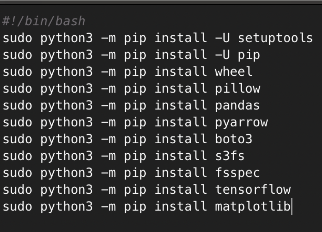 #!/bin/bash
sudo python3 -m pip install -U setuptools
sudo python3 -m pip install -U pip
sudo python3 -m pip install wheel
sudo python3 -m pip install pillow
sudo python3 -m pip install pandas
sudo python3 -m pip install pyarrow
sudo python3 -m pip install boto3
sudo python3 -m pip install s3fs
sudo python3 -m pip install fsspec
sudo python3 -m pip install tensorflow
sudo python3 -m pip install matplotlib